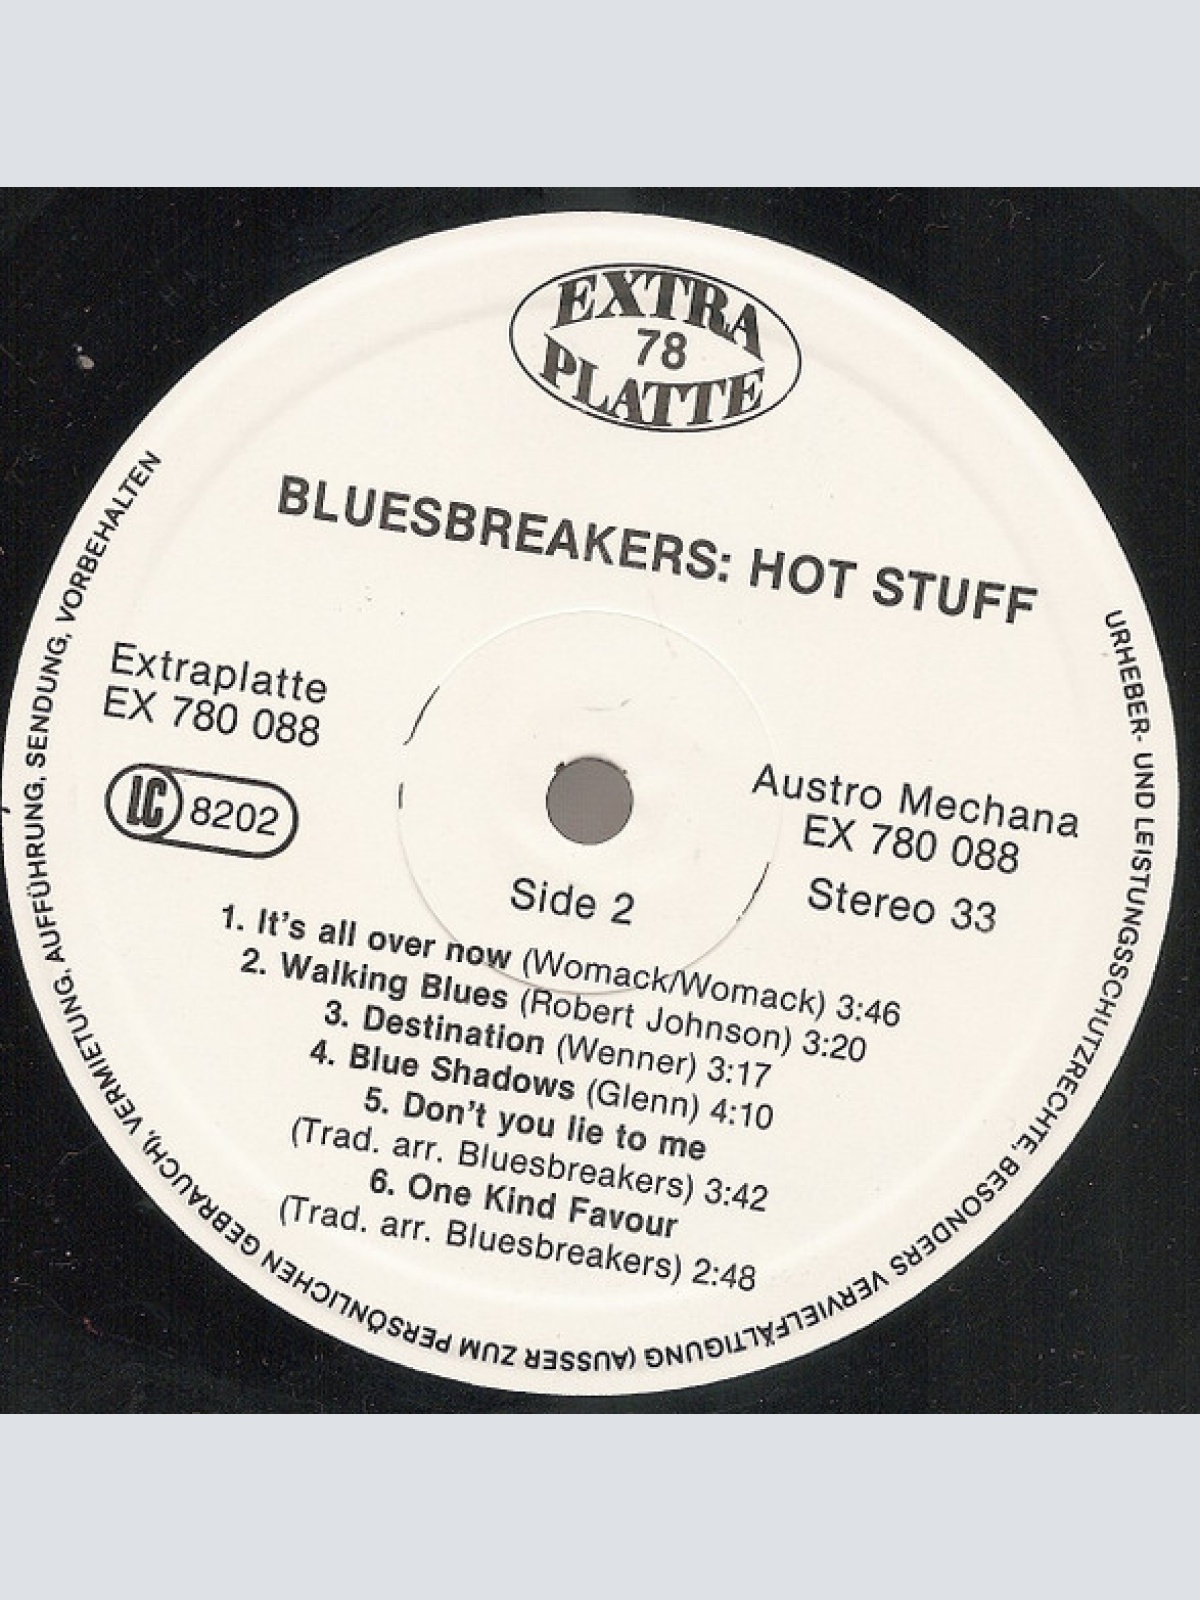 EXTRA
78
PLATTE
BLUESBREAKERS: HOT STUFF
Extraplatte
EX 780 088
LC 8202
Austro Mechana
EX 780 088
Stereo 33
Side 2
1. It's all over now (Womack/Womack) 3:46
2. Walking Blues (Robert Johnson) 3:20
3. Destination (Wenner) 3:17
4. Blue Shadows (Glenn) 4:10
5. Don't you lie to me
(Trad. arr. Bluesbreakers) 3:42
6. One Kind Favour
(Trad. arr. Bluesbreakers) 2:48
URHEBER- UND LEISTUNGSSCHUTZRECHTE, BESONDERS VERVIELFÄLTIGUNG (AUSSER ZUM PERSÖNLICHEN GEBRAUCH), VERMIETUNG, AUFFÜHRUNG, SENDUNG, VORBEHALTEN